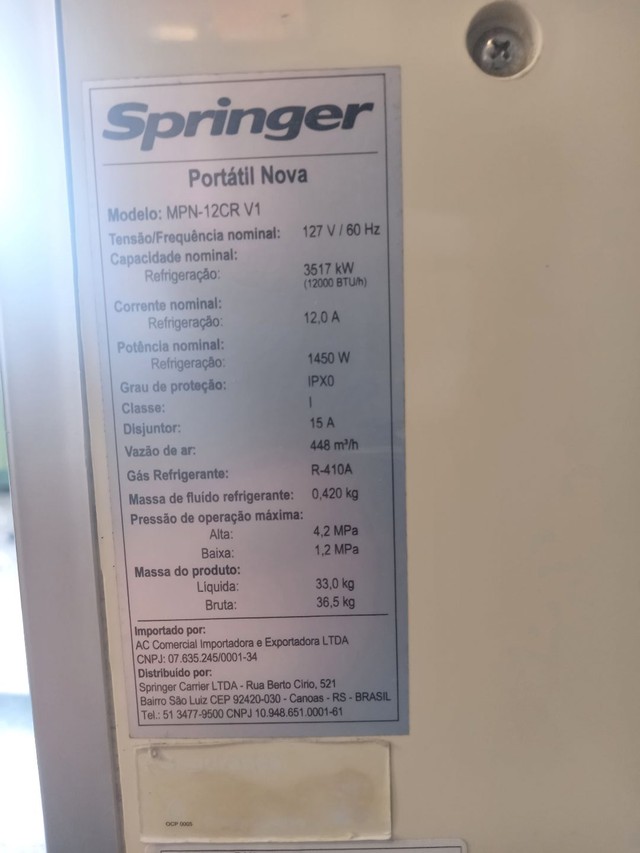 Springer
Portátil Nova
Modelo: MPN-12CR V1
Tensão/Frequência nominal: 127 V / 60 Hz
Capacidade nominal:
Refrigeração: 3517 kW
(12000 BTU/h)
Corrente nominal:
Refrigeração: 12,0 A
Potência nominal:
Refrigeração: 1450 W
Grau de proteção: IPX0
Classe: I
Disjuntor: 15 A
Vazão de ar: 448 m³/h
Gás Refrigerante: R-410A
Massa de fluído refrigerante: 0,420 kg
Pressão de operação máxima:
Alta: 4,2 MPa
Baixa: 1,2 MPa
Massa do produto:
Liquida: 33,0 kg
Bruta: 36,5 kg
Importado por:
AC Comercial Importadora e Exportadora LTDA
CNPJ: 07.635.245/0001-34
Distribuido por:
Springer Carrier LTDA - Rua Berto Cirio, 521
Bairro São Luiz CEP 92420-030 - Canoas - RS - BRASIL
Tel.: 51 3477-9500 CNPJ 10.948.651.0001-61